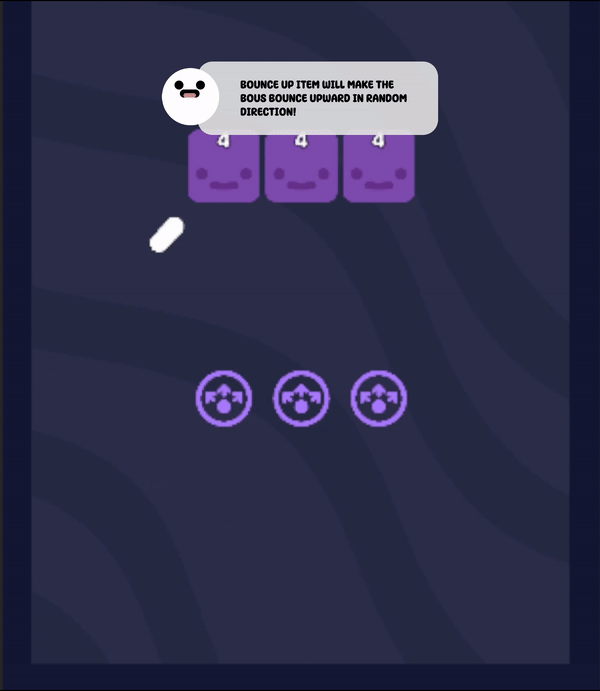 BOUNCE UP ITEM WILL MAKE THE
BOUS BOUNCE UPWARD IN RANDOM
DIRECTION!
4 4 4